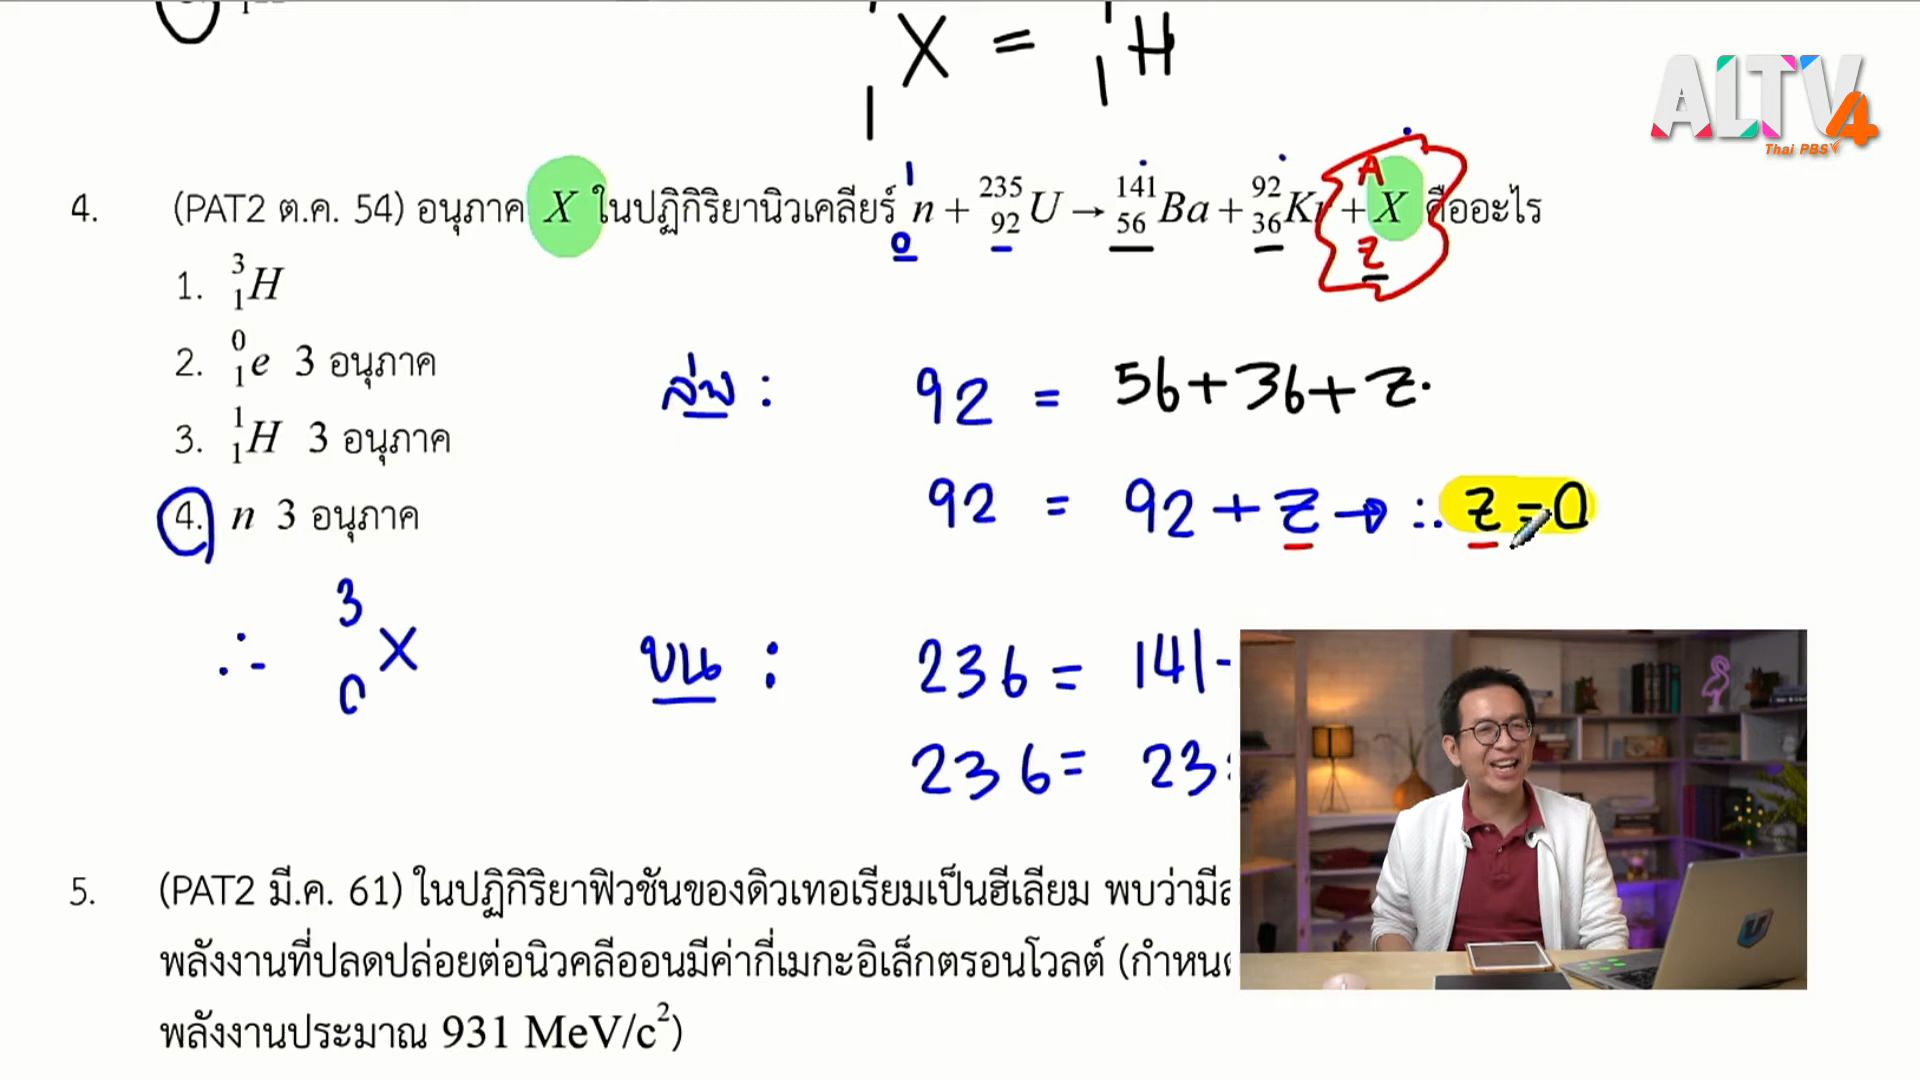 ₁X = ¹₁H
ALTV4
Thai PBS
4. (PAT2 ต.ค. 54) อนุภาค X ในปฏิกิริยานิวเคลียร์ ¹₀n + ²³⁵₉₂U → ¹⁴¹₅₆Ba + ⁹²₃₆Kr + ᴬ X คืออะไร
Z
1. ³₁H
2. ⁰₁e 3 อนุภาค
3. ¹₁H 3 อนุภาค
4. n 3 อนุภาค
ล่าง : 92 = 56 + 36 + Z.
92 = 92 + Z → ∴ Z = 0
∴ ³₀X
บน : 236 = 141
236 = 23
5. (PAT2 มี.ค. 61) ในปฏิกิริยาฟิวชันของดิวเทอเรียมเป็นฮีเลียม พบว่ามี
พลังงานที่ปลดปล่อยต่อนิวคลีออนมีค่ากี่เมกะอิเล็กตรอนโวลต์ (กำหนด
พลังงานประมาณ 931 MeV/c²)